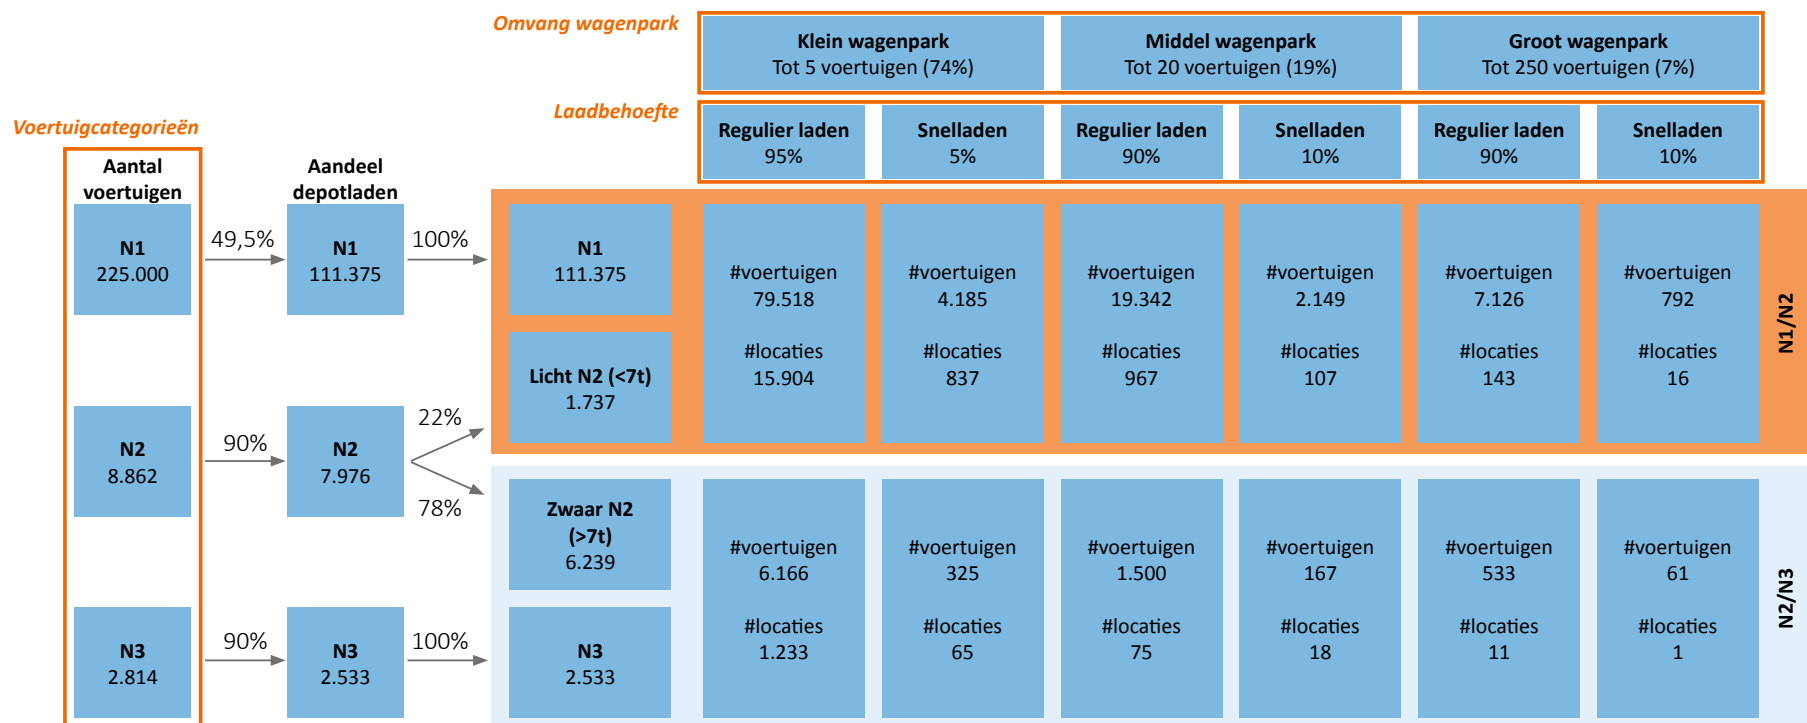 Omvang wagenpark
Klein wagenpark
Tot 5 voertuigen (74%)
Middel wagenpark
Tot 20 voertuigen (19%)
Groot wagenpark
Tot 250 voertuigen (7%)
Laadbehoefte
Regulier laden
95%
Snelladen
5%
Regulier laden
90%
Snelladen
10%
Regulier laden
90%
Snelladen
10%
Voertuigcategorieën
Aantal
voertuigen
Aandeel
depotladen
N1
225.000
49,5%
N1
111.375
100%
N1
111.375
Licht N2 (<7t)
1.737
#voertuigen
79.518
#locaties
15.904
#voertuigen
4.185
#locaties
837
#voertuigen
19.342
#locaties
967
#voertuigen
2.149
#locaties
107
#voertuigen
7.126
#locaties
143
#voertuigen
792
#locaties
16
N1/N2
N2
8.862
90%
N2
7.976
22%
78%
Zwaar N2
(>7t)
6.239
#voertuigen
6.166
#locaties
1.233
#voertuigen
325
#locaties
65
#voertuigen
1.500
#locaties
75
#voertuigen
167
#locaties
18
#voertuigen
533
#locaties
11
#voertuigen
61
#locaties
1
N2/N3
N3
2.814
90%
N3
2.533
100%
N3
2.533